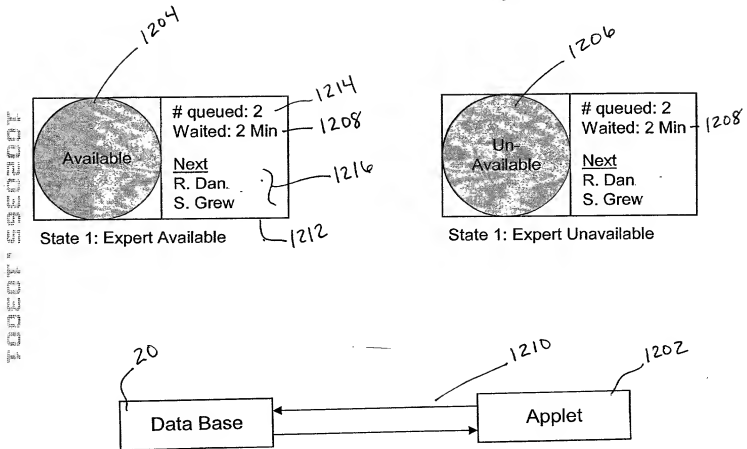 1204
Available
# queued: 2
Waited: 2 Min
Next
R. Dan.
S. Grew
1214
1208
1216
1212
State 1: Expert Available
1206
Un-
Available
# queued: 2
Waited: 2 Min
Next
R. Dan.
S. Grew
1208
State 1: Expert Unavailable
20
Data Base
1210
1202
Applet